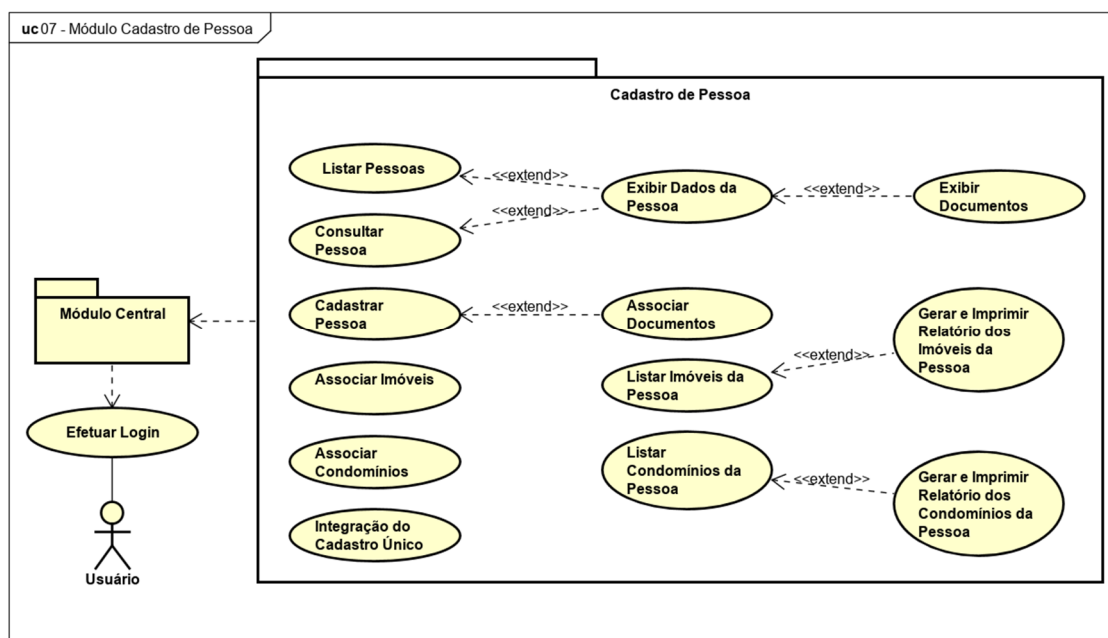 uc 07 - Módulo Cadastro de Pessoa
Cadastro de Pessoa
Listar Pessoas
<<extend>>
Exibir Dados da
Pessoa
<<extend>>
Exibir
Documentos
<<extend>>
Consultar
Pessoa
Módulo Central
Cadastrar
Pessoa
<<extend>>
Associar
Documentos
Gerar e Imprimir
Relatório dos
Imóveis da
Pessoa
<<extend>>
Associar Imóveis
Listar Imóveis da
Pessoa
Efetuar Login
Associar
Condomínios
Listar
Condomínios da
Pessoa
<<extend>>
Gerar e Imprimir
Relatório dos
Condomínios da
Pessoa
Integração do
Cadastro Único
Usuário